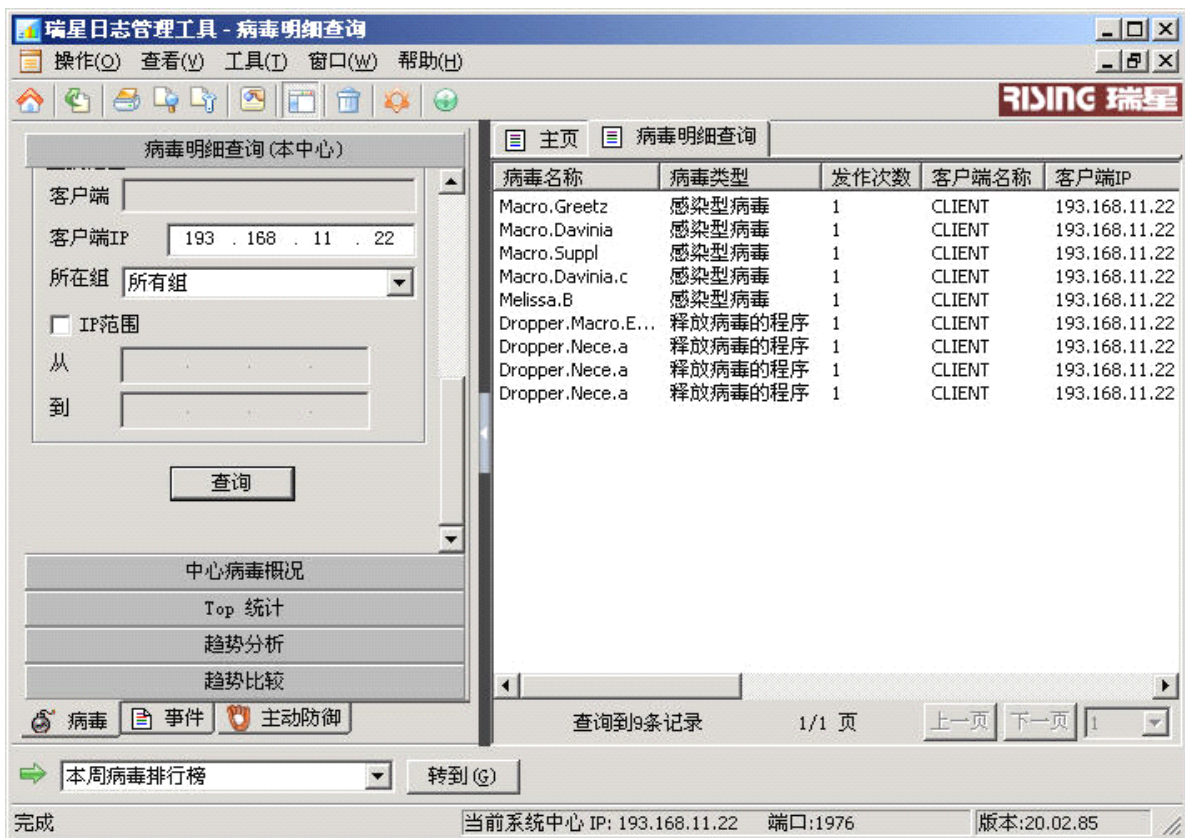 瑞星日志管理工具 - 病毒明细查询
操作(O) 查看(V) 工具(T) 窗口(W) 帮助(H)
RISING 瑞星
病毒明细查询(本中心)
客户端
客户端IP 193 . 168 . 11 . 22
所在组 所有组
IP范围
从 . . .
到 . . .
查询
中心病毒概况
Top 统计
趋势分析
趋势比较
病毒 事件 主动防御
主页 病毒明细查询
病毒名称 病毒类型 发作次数 客户端名称 客户端IP
Macro.Greetz 感染型病毒 1 CLIENT 193.168.11.22
Macro.Davinia 感染型病毒 1 CLIENT 193.168.11.22
Macro.Suppl 感染型病毒 1 CLIENT 193.168.11.22
Macro.Davinia.c 感染型病毒 1 CLIENT 193.168.11.22
Melissa.B 感染型病毒 1 CLIENT 193.168.11.22
Dropper.Macro.E... 释放病毒的程序 1 CLIENT 193.168.11.22
Dropper.Nece.a 释放病毒的程序 1 CLIENT 193.168.11.22
Dropper.Nece.a 释放病毒的程序 1 CLIENT 193.168.11.22
Dropper.Nece.a 释放病毒的程序 1 CLIENT 193.168.11.22
查询到9条记录 1/1 页 上一页 下一页 1
本周病毒排行榜 转到(G)
完成 当前系统中心 IP: 193.168.11.22 端口:1976 版本:20.02.85